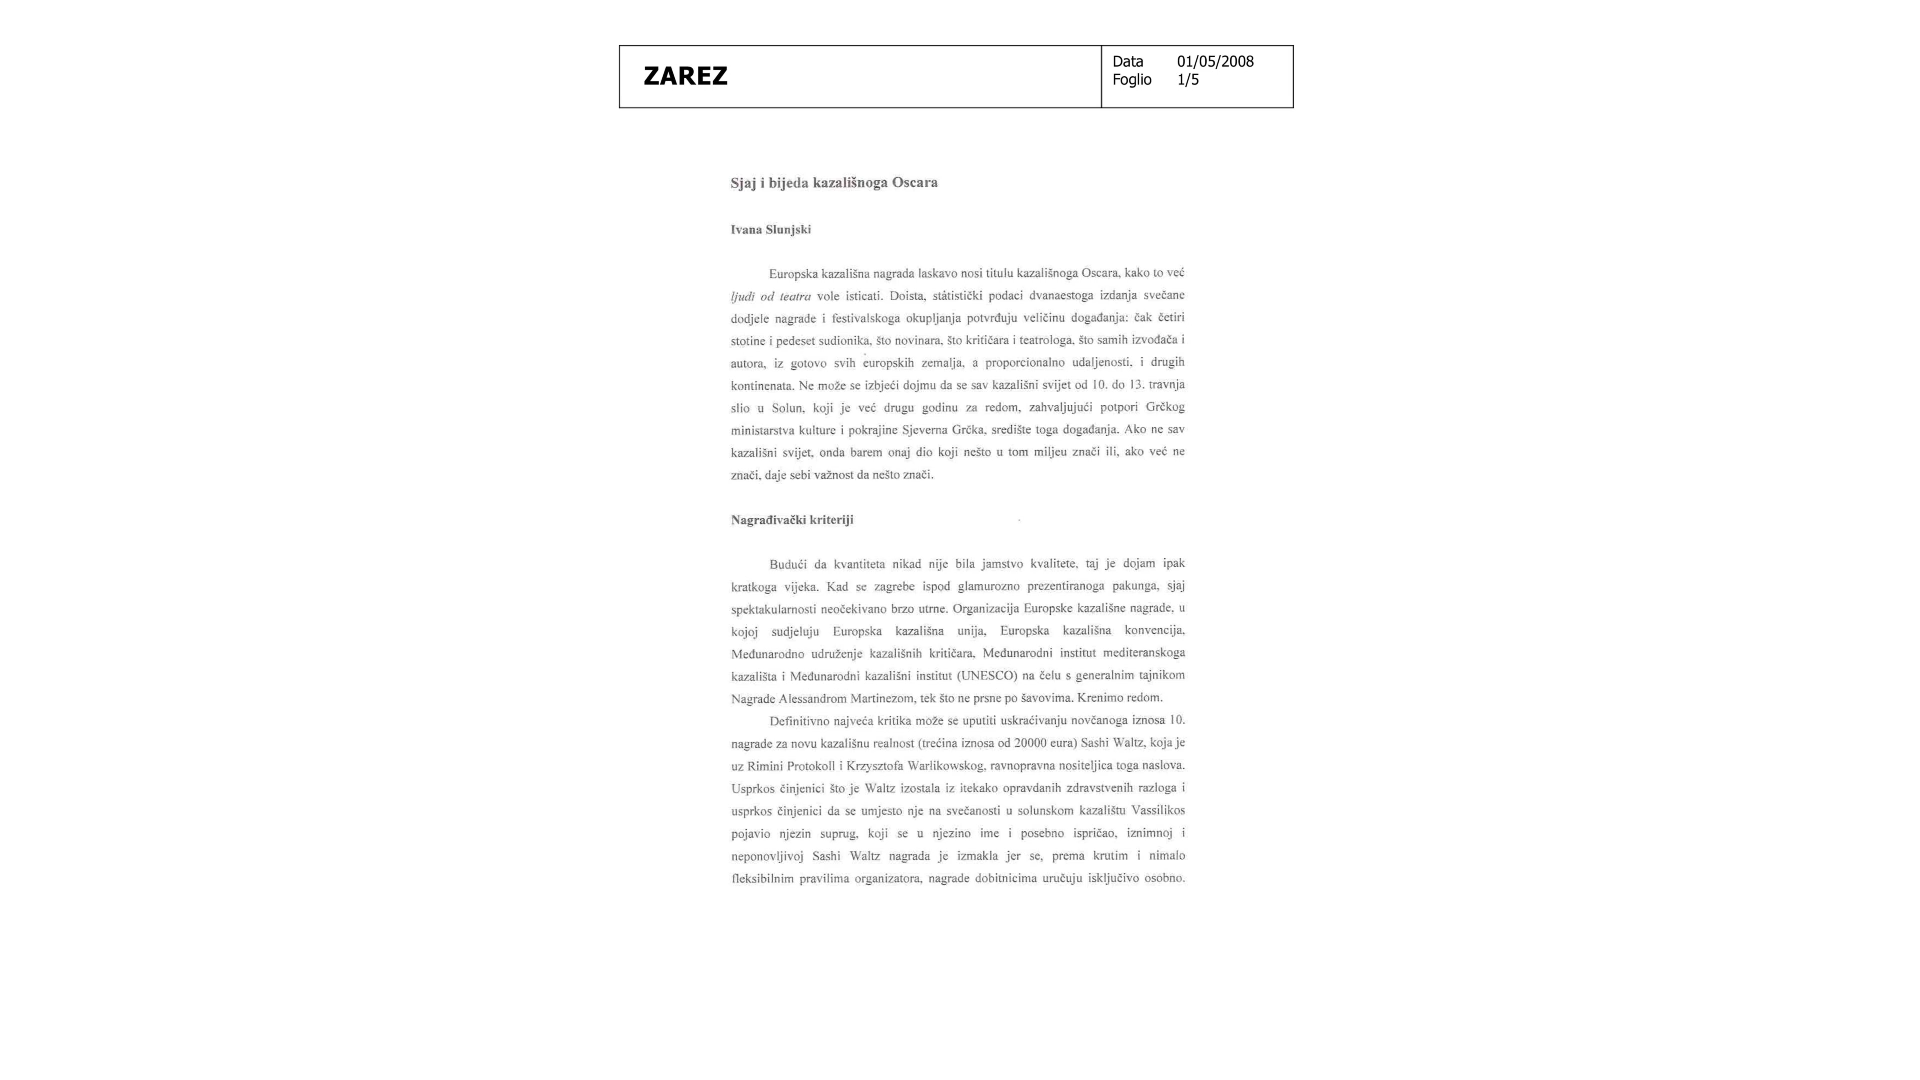 ZAREZ
Data 01/05/2008
Foglio 1/5
Sjaj i bijeda kazališnoga Oscara
Ivana Slunjski
Europska kazališna nagrada laskavo nosi titulu kazališnoga Oscara, kako to već
ljudi od teatra vole isticati. Doista, statistički podaci dvanaestoga izdanja svečane
dodjele nagrade i festivalskoga okupljanja potvrđuju veličinu događanja: čak četiri
stotine i pedeset sudionika, što novinara, što kritičara i teatrologa, što samih izvođača i
autora, iz gotovo svih europskih zemalja, a proporcionalno udaljenosti, i drugih
kontinenata. Ne može se izbjeći dojmu da se sav kazališni svijet od 10. do 13. travnja
slio u Solun, koji je već drugu godinu za redom, zahvaljujući potpori Grčkog
ministarstva kulture i pokrajine Sjeverna Grčka, središte toga događanja. Ako ne sav
kazališni svijet, onda barem onaj dio koji nešto u tom miljeu znači ili, ako već ne
znači, daje sebi važnost da nešto znači.
Nagrađivački kriteriji
Budući da kvantiteta nikad nije bila jamstvo kvalitete, taj je dojam ipak
kratkoga vijeka. Kad se zagrebe ispod glamurozno prezentiranoga pakunga, sjaj
spektakularnosti neočekivano brzo utrne. Organizacija Europske kazališne nagrade, u
kojoj sudjeluju Europska kazališna unija, Europska kazališna konvencija,
Međunarodno udruženje kazališnih kritičara, Međunarodni institut mediteranskoga
kazališta i Međunarodni kazališni institut (UNESCO) na čelu s generalnim tajnikom
Nagrade Alessandrom Martinezom, tek što ne prsne po šavovima. Krenimo redom.
Definitivno najveća kritika može se uputiti uskraćivanju novčanoga iznosa 10.
nagrade za novu kazališnu realnost (trećina iznosa od 20000 eura) Sashi Waltz, koja je
uz Rimini Protokoll i Krzysztofa Warlikowskog, ravnopravna nositeljica toga naslova.
Usprkos činjenici što je Waltz izostala iz itekako opravdanih zdravstvenih razloga i
usprkos činjenici da se umjesto nje na svečanosti u solunskom kazalištu Vassilikos
pojavio njezin suprug, koji se u njezino ime i posebno ispričao, iznimnoj i
neponovljivoj Sashi Waltz nagrada je izmakla jer se, prema krutim i nimalo
fleksibilnim pravilima organizatora, nagrade dobitnicima uručuju isključivo osobno.